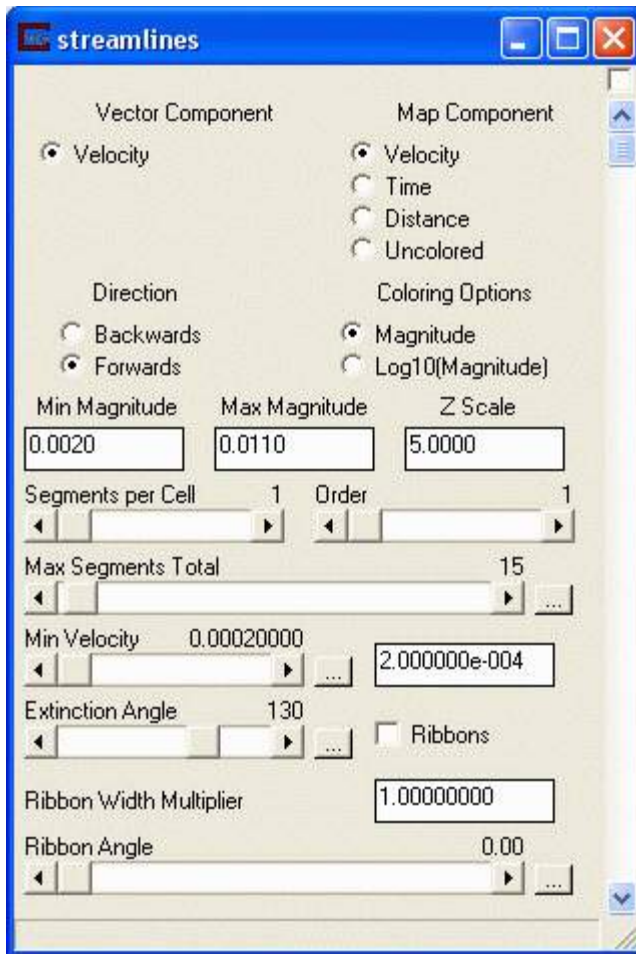 streamlines
Vector Component Map Component
Velocity Velocity
Time
Distance
Uncolored
Direction Coloring Options
Backwards Magnitude
Forwards Log10(Magnitude)
Min Magnitude Max Magnitude Z Scale
0.0020 0.0110 5.0000
Segments per Cell 1 Order 1
Max Segments Total 15
...
Min Velocity 0.00020000
... 2.000000e-004
Extinction Angle 130
... Ribbons
Ribbon Width Multiplier 1.00000000
Ribbon Angle 0.00
...